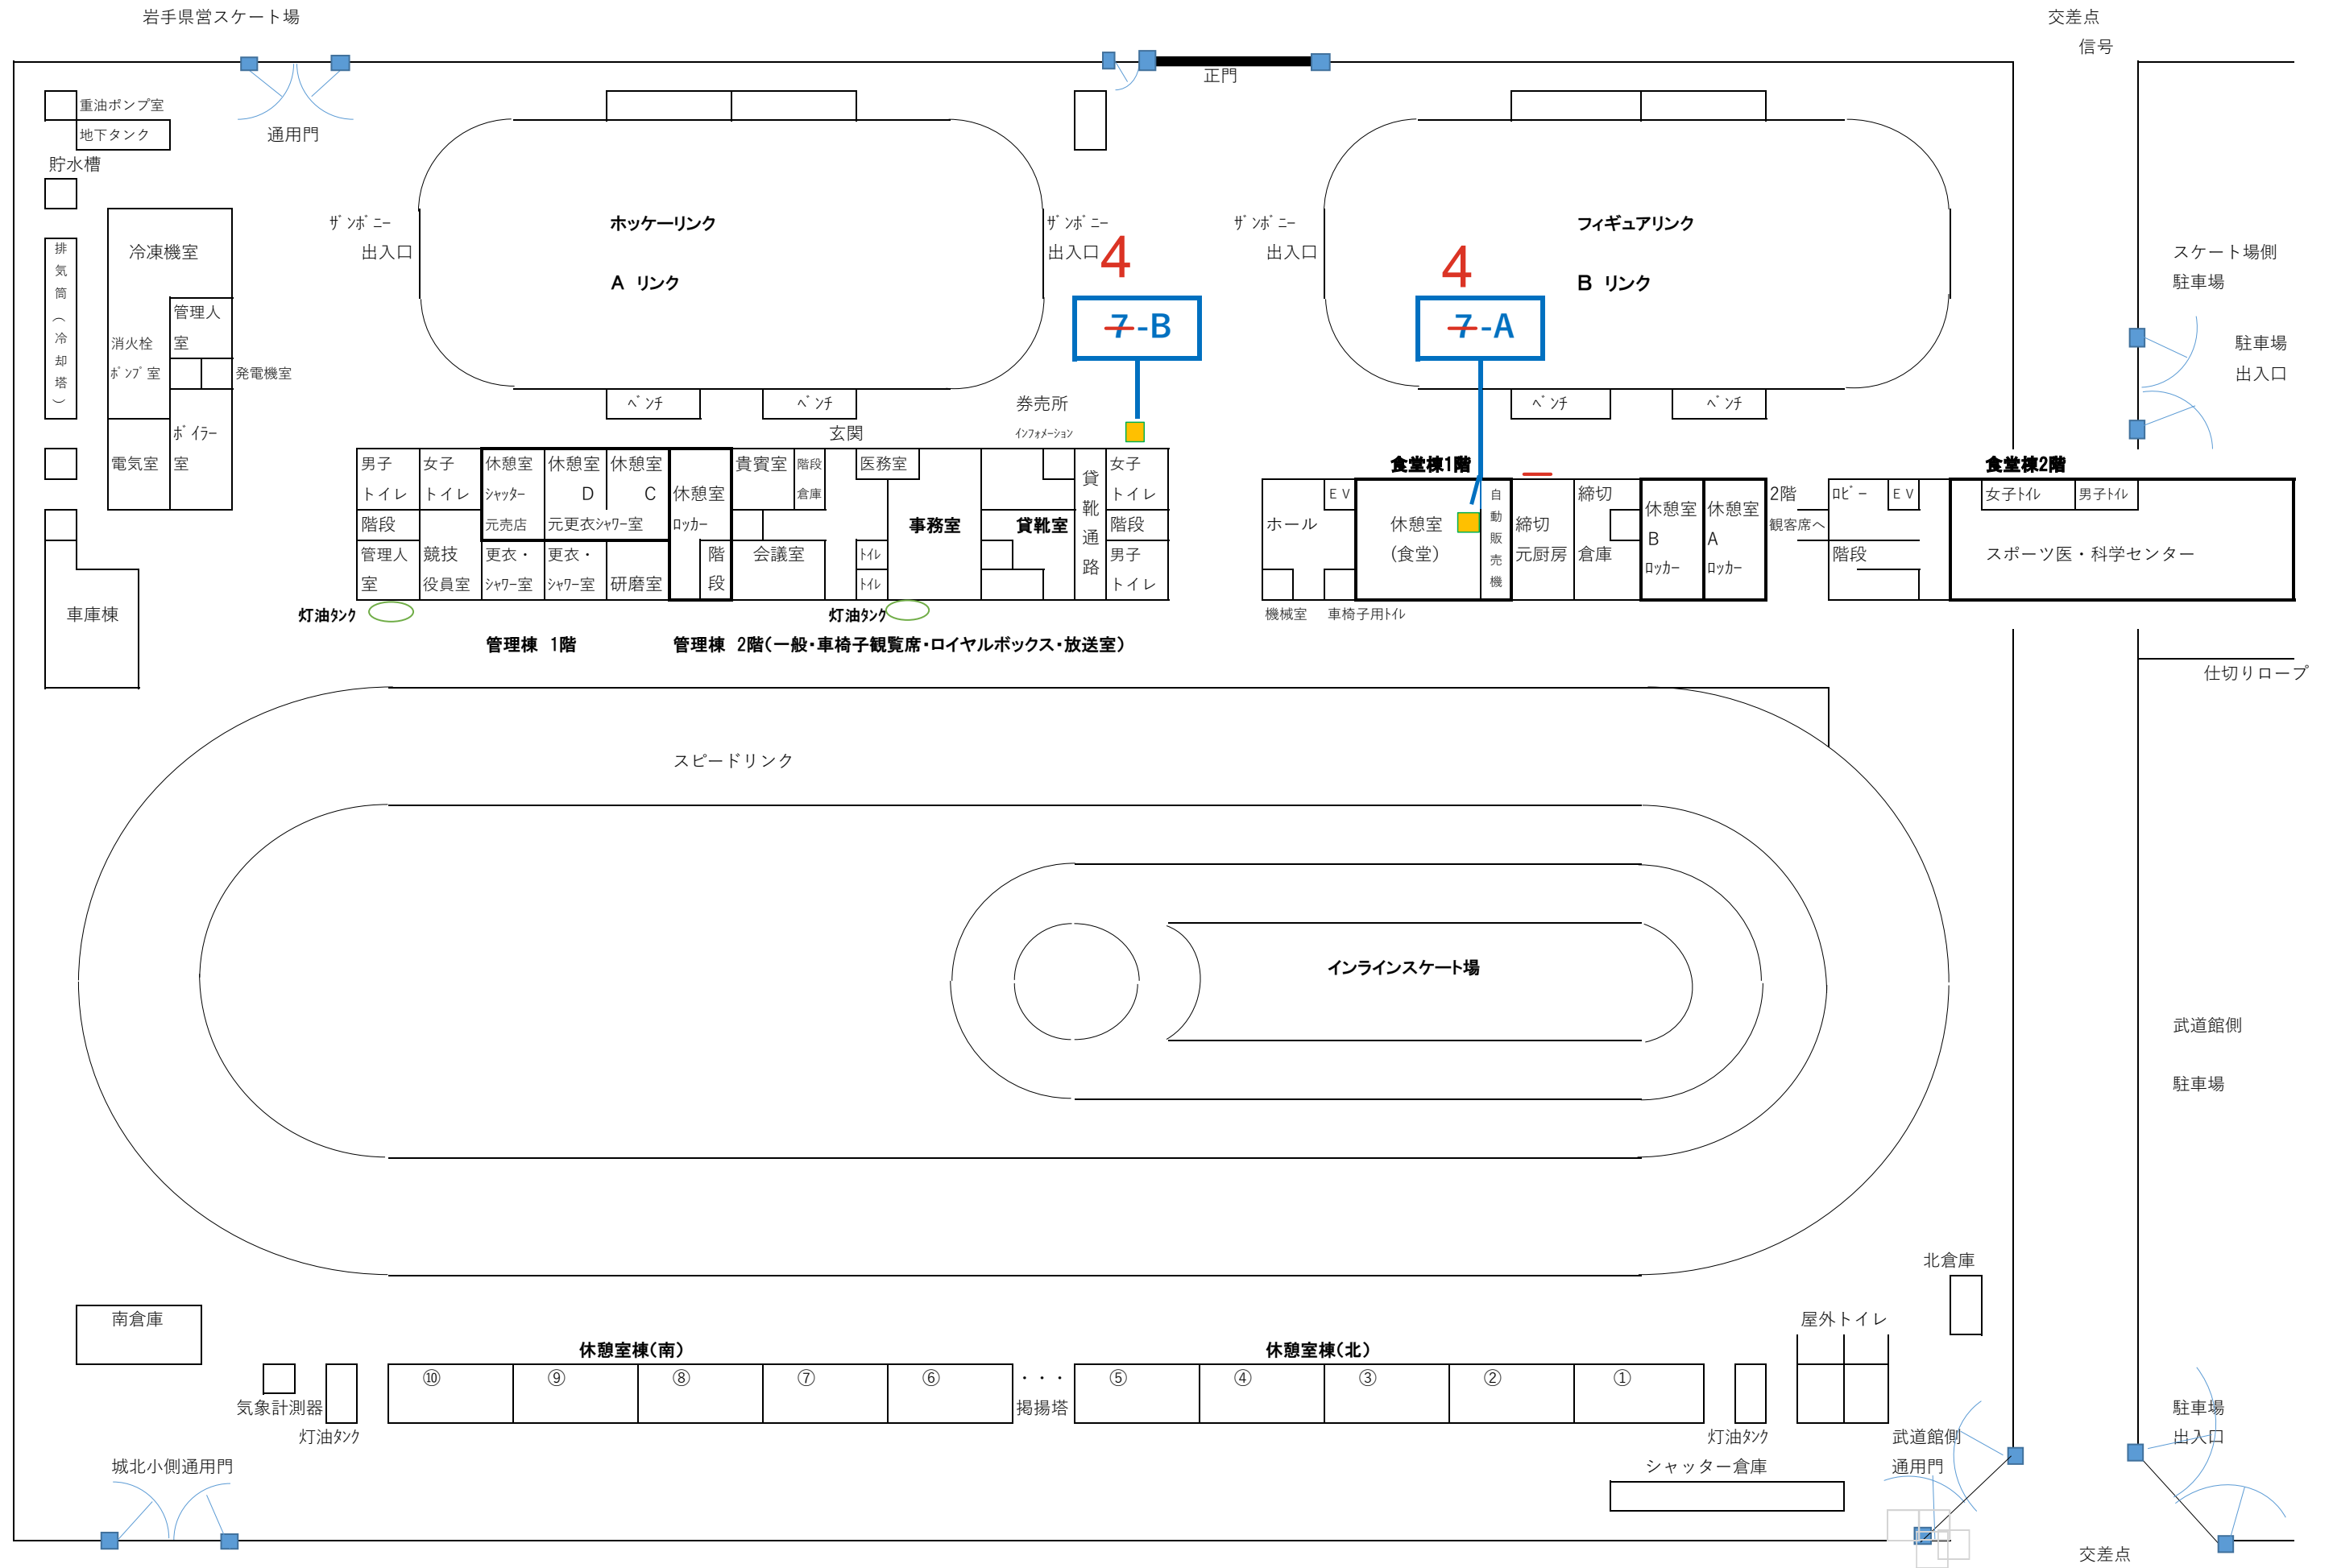 岩手県営スケート場
交差点
信号
正門
重油ポンプ室
地下タンク
通用門
貯水槽
ｻﾞﾝﾎﾞﾆｰ
出入口
ホッケーリンク
A リンク
ｻﾞﾝﾎﾞﾆｰ
出入口
ｻﾞﾝﾎﾞﾆｰ
出入口
フィギュアリンク
B リンク
4
7-B
4
7-A
スケート場側
駐車場
駐車場
出入口
排気筒（冷却塔）
冷凍機室
管理人
室
消火栓
ﾎﾟﾝﾌﾟ室
発電機室
電気室
ﾎﾞｲﾗｰ
室
ﾍﾞﾝﾁ
ﾍﾞﾝﾁ
ﾍﾞﾝﾁ
ﾍﾞﾝﾁ
玄関
券売所
ｲﾝﾌｫﾒｰｼｮﾝ
男子
トイレ
女子
トイレ
休憩室
ｼｬｯﾀｰ
元売店
休憩室
D
休憩室
C
元更衣ｼｬﾜｰ室
休憩室
ﾛｯｶｰ
貴賓室
階段
倉庫
医務室
事務室
貸靴室
貸靴通路
女子
トイレ
階段
男子
トイレ
階段
管理人
室
競技
役員室
更衣・
ｼｬﾜｰ室
更衣・
ｼｬﾜｰ室
研磨室
階
段
会議室
ﾄｲﾚ
ﾄｲﾚ
食堂棟1階
ホール
EV
休憩室
(食堂)
自動販売機
締切
元厨房
締切
倉庫
休憩室
B
ﾛｯｶｰ
休憩室
A
ﾛｯｶｰ
2階
観客席へ
食堂棟2階
ﾛﾋﾞｰ
EV
階段
女子ﾄｲﾚ
男子ﾄｲﾚ
スポーツ医・科学センター
機械室
車椅子用ﾄｲﾚ
車庫棟
灯油ﾀﾝｸ
灯油ﾀﾝｸ
管理棟 1階
管理棟 2階(一般・車椅子観覧席・ロイヤルボックス・放送室)
仕切りロープ
スピードリンク
インラインスケート場
武道館側
駐車場
北倉庫
南倉庫
屋外トイレ
休憩室棟(南)
休憩室棟(北)
⑩
⑨
⑧
⑦
⑥
・・・
掲揚塔
⑤
④
③
②
①
気象計測器
灯油ﾀﾝｸ
灯油ﾀﾝｸ
武道館側
通用門
駐車場
出入口
城北小側通用門
シャッター倉庫
交差点